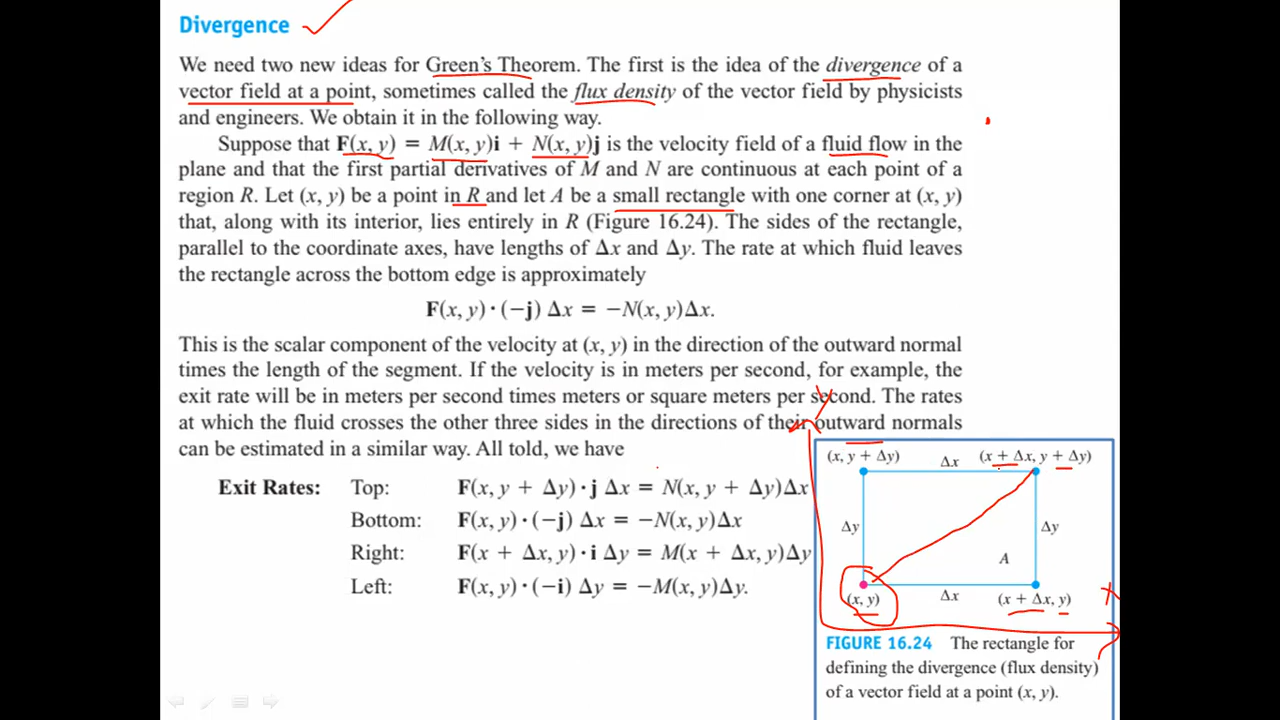 Divergence
We need two new ideas for Green's Theorem. The first is the idea of the divergence of a
vector field at a point, sometimes called the flux density of the vector field by physicists
and engineers. We obtain it in the following way.
Suppose that F(x, y) = M(x, y)i + N(x, y)j is the velocity field of a fluid flow in the
plane and that the first partial derivatives of M and N are continuous at each point of a
region R. Let (x, y) be a point in R and let A be a small rectangle with one corner at (x, y)
that, along with its interior, lies entirely in R (Figure 16.24). The sides of the rectangle,
parallel to the coordinate axes, have lengths of Δx and Δy. The rate at which fluid leaves
the rectangle across the bottom edge is approximately
F(x, y) · (−j) Δx = −N(x, y)Δx.
This is the scalar component of the velocity at (x, y) in the direction of the outward normal
times the length of the segment. If the velocity is in meters per second, for example, the
exit rate will be in meters per second times meters or square meters per second. The rates
at which the fluid crosses the other three sides in the directions of their outward normals
can be estimated in a similar way. All told, we have
Exit Rates: Top: F(x, y + Δy) · j Δx = N(x, y + Δy)Δx
Bottom: F(x, y) · (−j) Δx = −N(x, y)Δx
Right: F(x + Δx, y) · i Δy = M(x + Δx, y)Δy
Left: F(x, y) · (−i) Δy = −M(x, y)Δy.
y
(x, y + Δy) Δx (x + Δx, y + Δy)
Δy Δy
A
(x, y) Δx (x + Δx, y)
x
FIGURE 16.24 The rectangle for
defining the divergence (flux density)
of a vector field at a point (x, y).